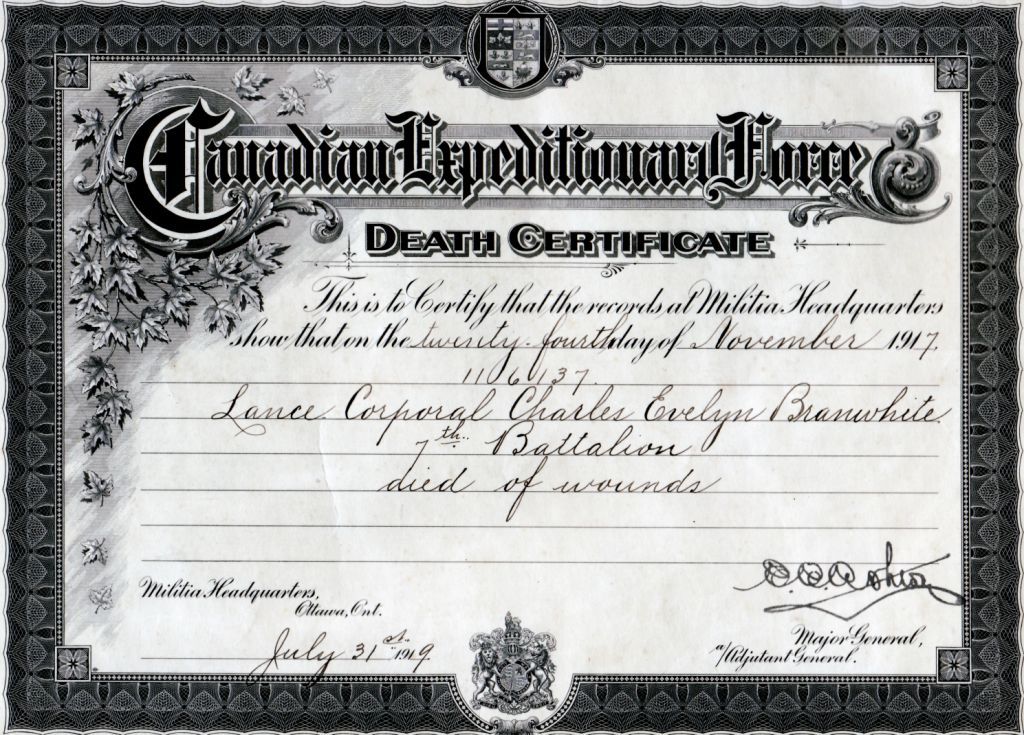 Canadian Expeditionary Force
DEATH CERTIFICATE
This is to Certify that the records at Militia Headquarters
show that on the twenty-fourth day of November 1917.
116137.
Lance Corporal Charles Evelyn Branwhite
7th Battalion
died of wounds
Militia Headquarters,
Ottawa, Ont.
July 31st 1919.
Major General,
a/Adjutant General.